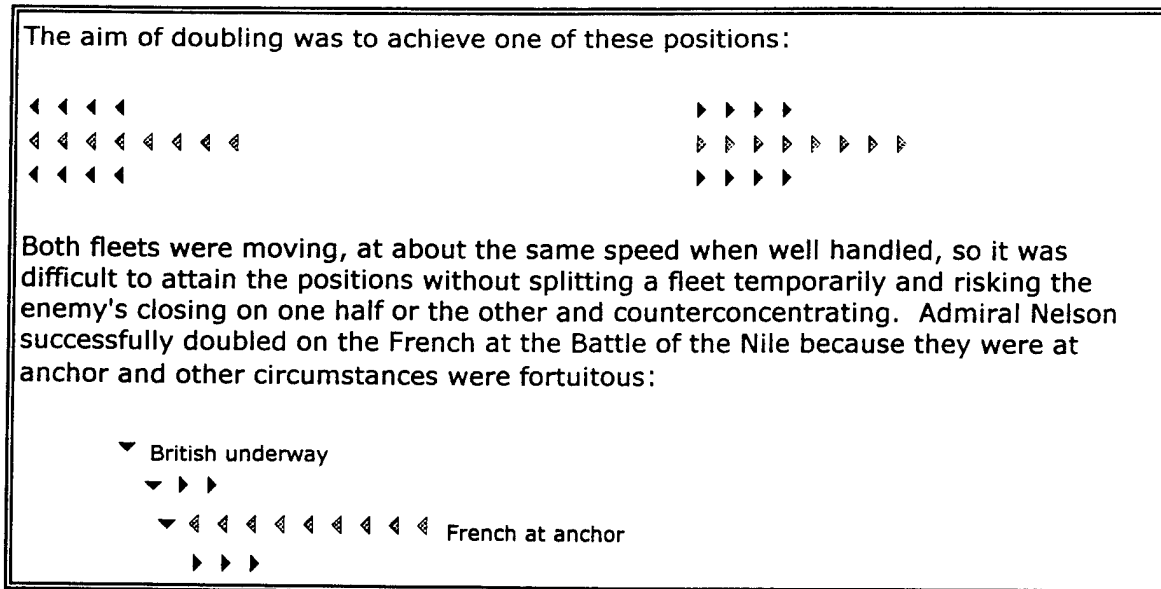 The aim of doubling was to achieve one of these positions:
Both fleets were moving, at about the same speed when well handled, so it was
difficult to attain the positions without splitting a fleet temporarily and risking the
enemy's closing on one half or the other and counterconcentrating.  Admiral Nelson
successfully doubled on the French at the Battle of the Nile because they were at
anchor and other circumstances were fortuitous:
British underway
French at anchor